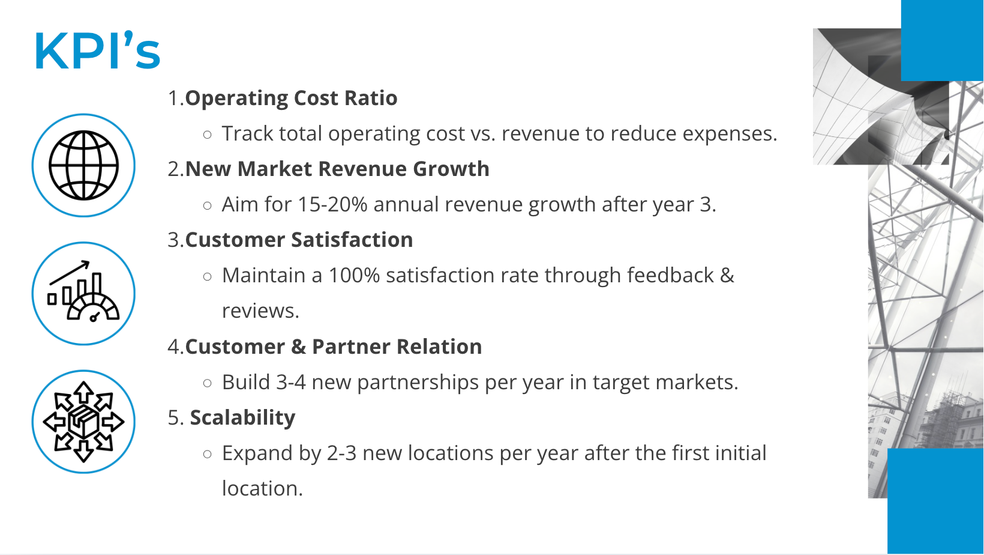 KPI’s
1.Operating Cost Ratio
○ Track total operating cost vs. revenue to reduce expenses.
2.New Market Revenue Growth
○ Aim for 15-20% annual revenue growth after year 3.
3.Customer Satisfaction
○ Maintain a 100% satisfaction rate through feedback &
reviews.
4.Customer & Partner Relation
○ Build 3-4 new partnerships per year in target markets.
5. Scalability
○ Expand by 2-3 new locations per year after the first initial
location.